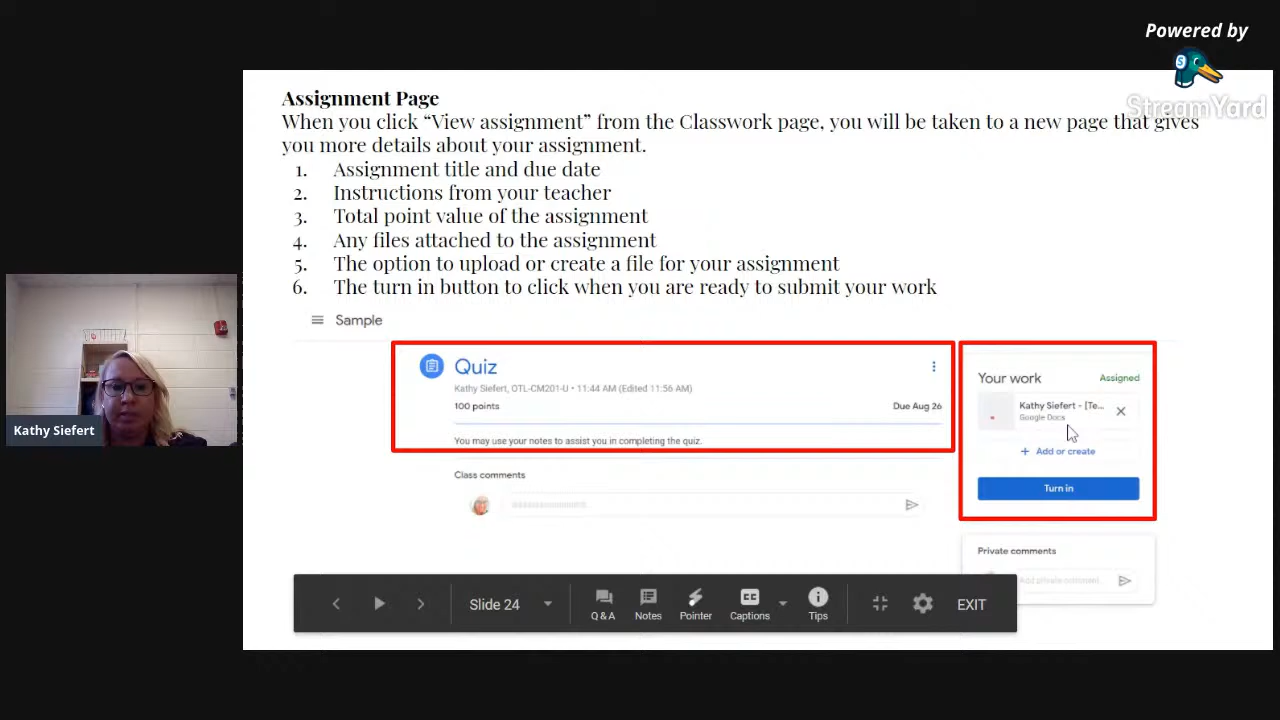 Powered by
StreamYard
Assignment Page
When you click “View assignment” from the Classwork page, you will be taken to a new page that gives
you more details about your assignment.
1. Assignment title and due date
2. Instructions from your teacher
3. Total point value of the assignment
4. Any files attached to the assignment
5. The option to upload or create a file for your assignment
6. The turn in button to click when you are ready to submit your work
Sample
Quiz
Kathy Siefert, OTL-CM201-U • 11:44 AM (Edited 11:56 AM)
100 points Due Aug 26
You may use your notes to assist you in completing the quiz.
Class comments
Your work Assigned
Kathy Siefert - [Te...
Google Docs
+ Add or create
Turn in
Private comments
Add private comment...
Kathy Siefert
Slide 24
Q & A
Notes
Pointer
Captions
Tips
EXIT